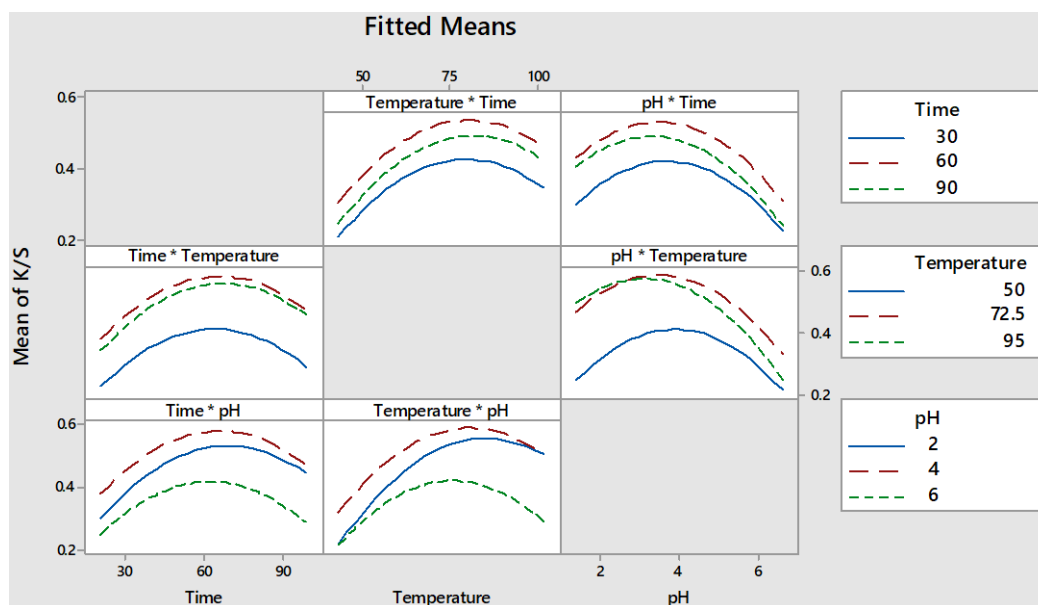 Fitted Means
50 75 100
0.6
Temperature * Time pH * Time
0.4
0.2
Time
30
60
90
Time * Temperature pH * Temperature
0.6
0.4
0.2
Temperature
50
72.5
95
Mean of K/S
Time * pH Temperature * pH
0.6
0.4
0.2
pH
2
4
6
30 60 90 2 4 6
Time Temperature pH